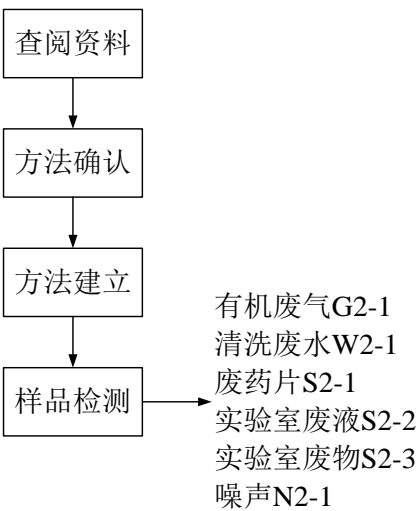 查阅资料
方法确认
方法建立
样品检测
有机废气G2-1
清洗废水W2-1
废药片S2-1
实验室废液S2-2
实验室废物S2-3
噪声N2-1